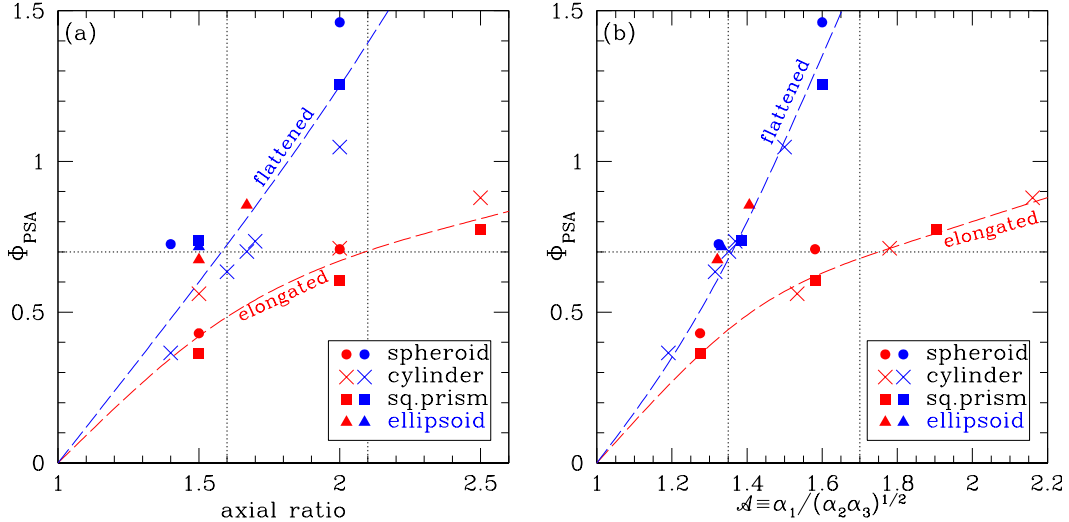 (a)
1.5
1
0.5
0
Φ_PSA
flattened
elongated
spheroid
cylinder
sq.prism
ellipsoid
1
1.5
2
2.5
axial ratio
(b)
1.5
1
0.5
0
Φ_PSA
flattened
elongated
spheroid
cylinder
sq.prism
ellipsoid
1
1.2
1.4
1.6
1.8
2
2.2
𝒜≡α₁/(α₂α₃)^{1/2}